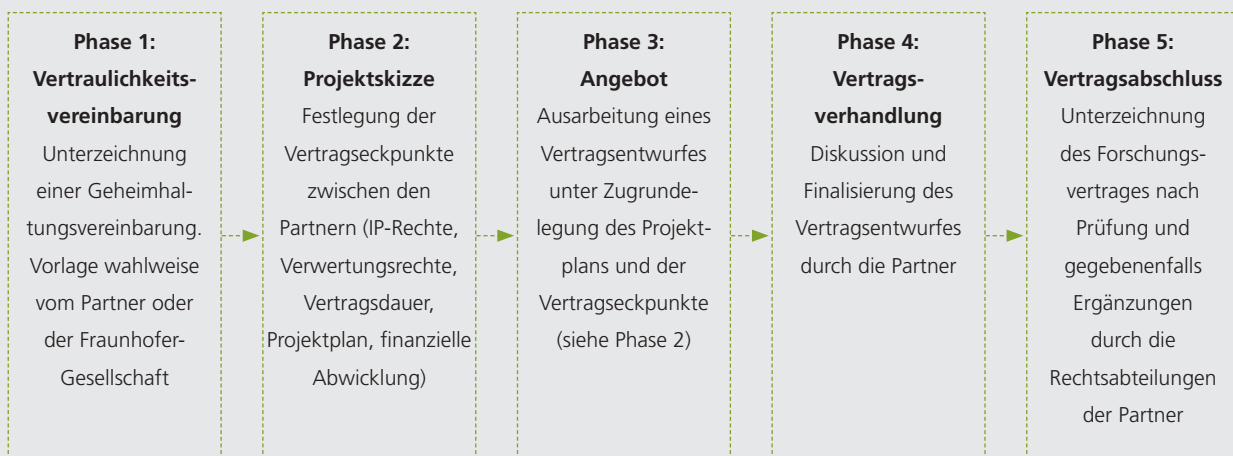 Phase 1:
Vertraulichkeits-
vereinbarung
Unterzeichnung
einer Geheimhal-
tungsvereinbarung.
Vorlage wahlweise
vom Partner oder
der Fraunhofer-
Gesellschaft
Phase 2:
Projektskizze
Festlegung der
Vertragseckpunkte
zwischen den
Partnern (IP-Rechte,
Verwertungsrechte,
Vertragsdauer,
Projektplan, finanzielle
Abwicklung)
Phase 3:
Angebot
Ausarbeitung eines
Vertragsentwurfes
unter Zugrunde-
legung des Projekt-
plans und der
Vertragseckpunkte
(siehe Phase 2)
Phase 4:
Vertrags-
verhandlung
Diskussion und
Finalisierung des
Vertragsentwurfes
durch die Partner
Phase 5:
Vertragsabschluss
Unterzeichnung
des Forschungs-
vertrages nach
Prüfung und
gegebenenfalls
Ergänzungen
durch die
Rechtsabteilungen
der Partner